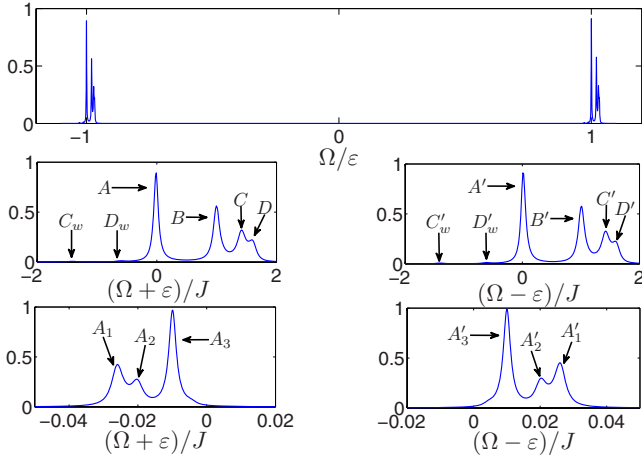 1
0.5
0
−1 0 1
Ω/ε
1
0.5
0
A
B
C
D
C_w
D_w
−2 0 2
(Ω + ε)/J
1
0.5
0
A′
B′
C′
D′
C′_w
D′_w
−2 0 2
(Ω − ε)/J
1
0.5
0
A_1
A_2
A_3
−0.04 −0.02 0 0.02
(Ω + ε)/J
1
0.5
0
A′_3
A′_2
A′_1
−0.02 0 0.02 0.04
(Ω − ε)/J